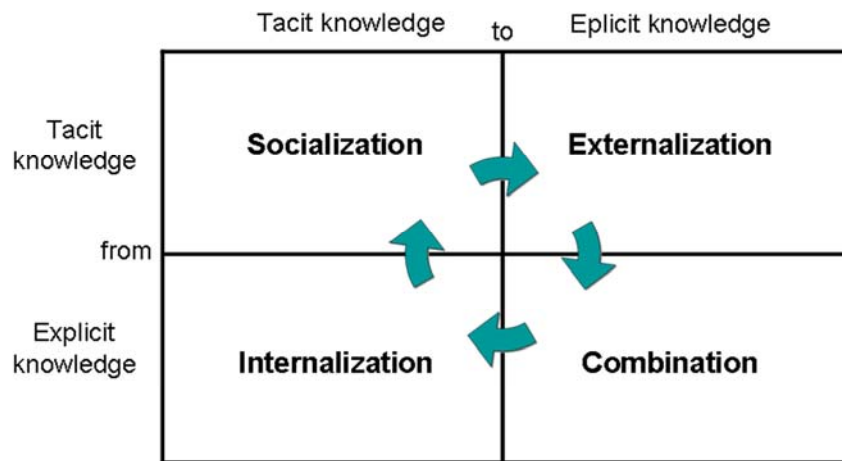 Tacit knowledge to Eplicit knowledge
Tacit
knowledge
Socialization Externalization
from
Explicit
knowledge
Internalization Combination